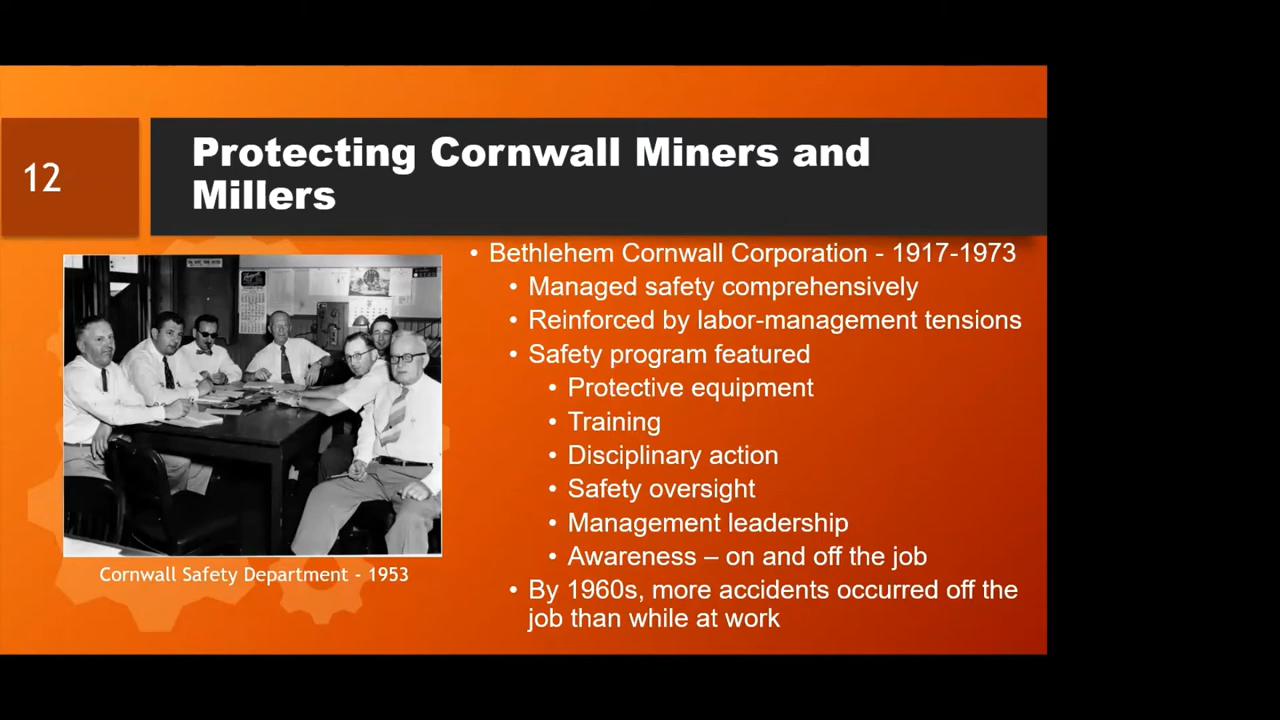 12
Protecting Cornwall Miners and
Millers
• Bethlehem Cornwall Corporation - 1917-1973
• Managed safety comprehensively
• Reinforced by labor-management tensions
• Safety program featured
• Protective equipment
• Training
• Disciplinary action
• Safety oversight
• Management leadership
• Awareness – on and off the job
• By 1960s, more accidents occurred off the
job than while at work
Cornwall Safety Department - 1953